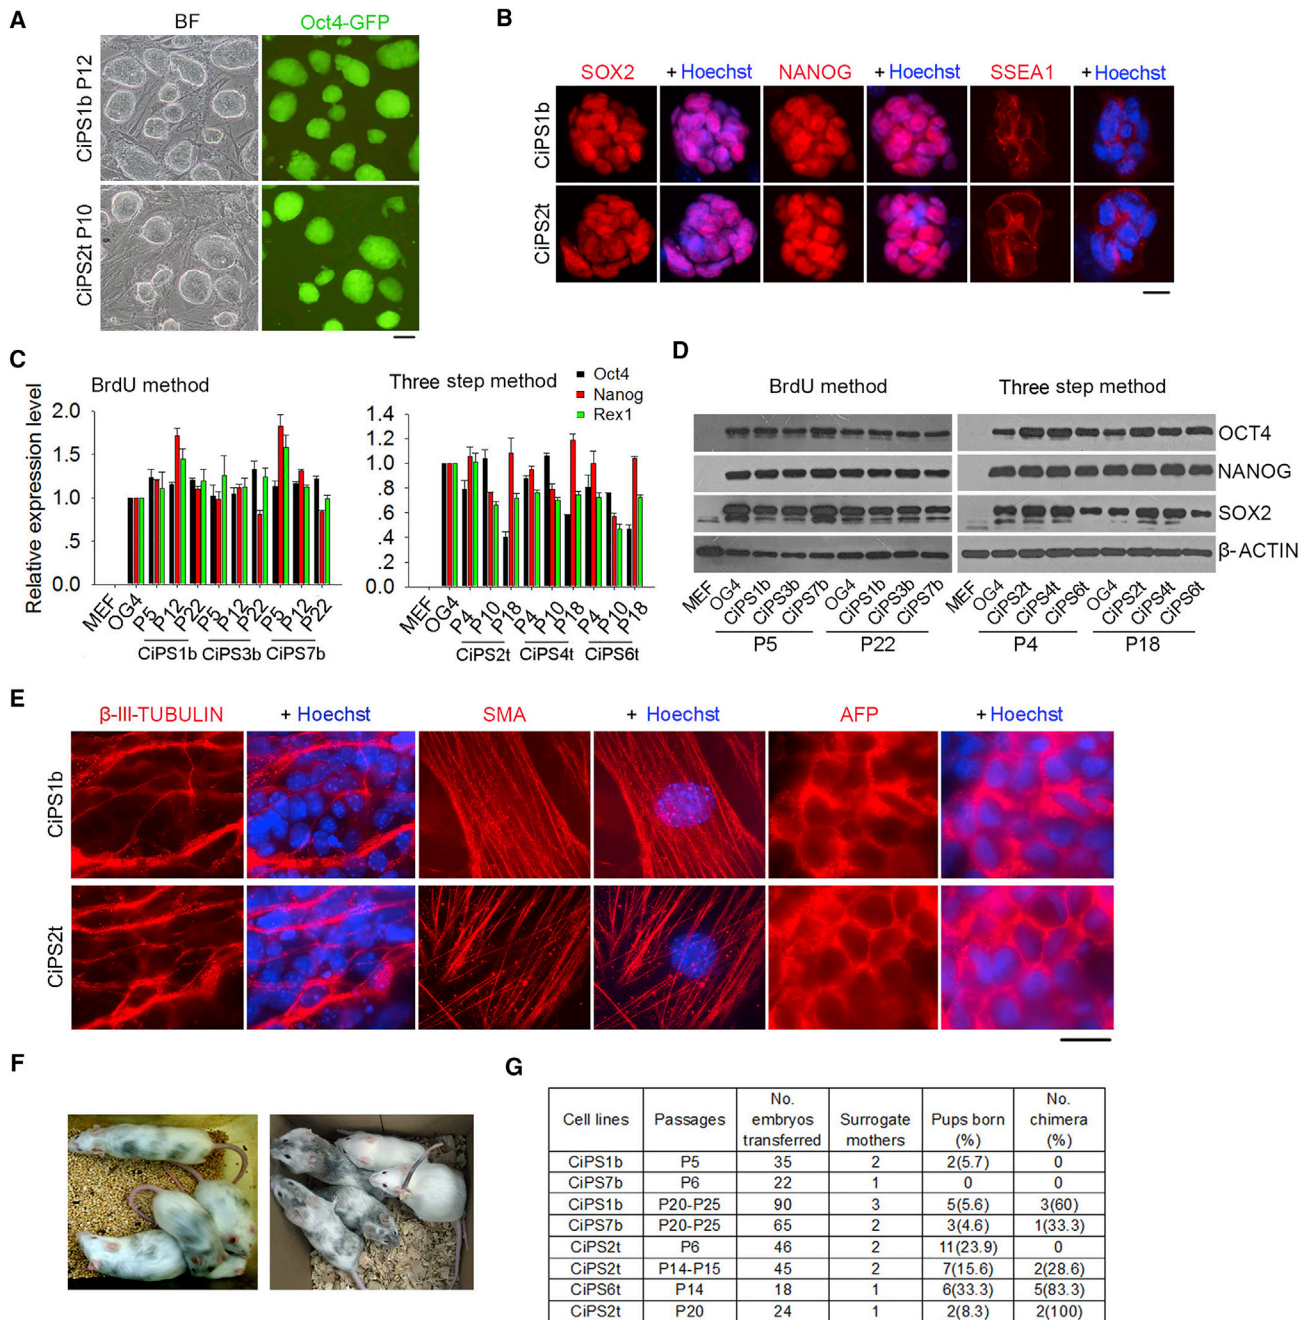 A
BF Oct4-GFP
CiPS1b P12
CiPS2t P10
B
SOX2 + Hoechst NANOG + Hoechst SSEA1 + Hoechst
CiPS1b
CiPS2t
C
BrdU method
Relative expression level
2.0
1.5
1.0
.5
0.0
MEF OG4 P5 P12 P22 P5 P12 P22 P5 P12 P22
CiPS1b CiPS3b CiPS7b
Three step method
Oct4
Nanog
Rex1
1.4
1.2
1.0
.8
.6
.4
.2
0.0
MEF OG4 P4 P10 P18 P4 P10 P18 P4 P10 P18
CiPS2t CiPS4t CiPS6t
D
BrdU method Three step method
OCT4
NANOG
SOX2
β-ACTIN
MEF OG4 CiPS1b CiPS3b CiPS7b OG4 CiPS1b CiPS3b CiPS7b MEF OG4 CiPS2t CiPS4t CiPS6t OG4 CiPS2t CiPS4t CiPS6t
P5 P22 P4 P18
E
β-III-TUBULIN + Hoechst SMA + Hoechst AFP + Hoechst
CiPS1b
CiPS2t
F
G
Cell lines Passages No. embryos transferred Surrogate mothers Pups born (%) No. chimera (%)
CiPS1b P5 35 2 2(5.7) 0
CiPS7b P6 22 1 0 0
CiPS1b P20-P25 90 3 5(5.6) 3(60)
CiPS7b P20-P25 65 2 3(4.6) 1(33.3)
CiPS2t P6 46 2 11(23.9) 0
CiPS2t P14-P15 45 2 7(15.6) 2(28.6)
CiPS6t P14 18 1 6(33.3) 5(83.3)
CiPS2t P20 24 1 2(8.3) 2(100)